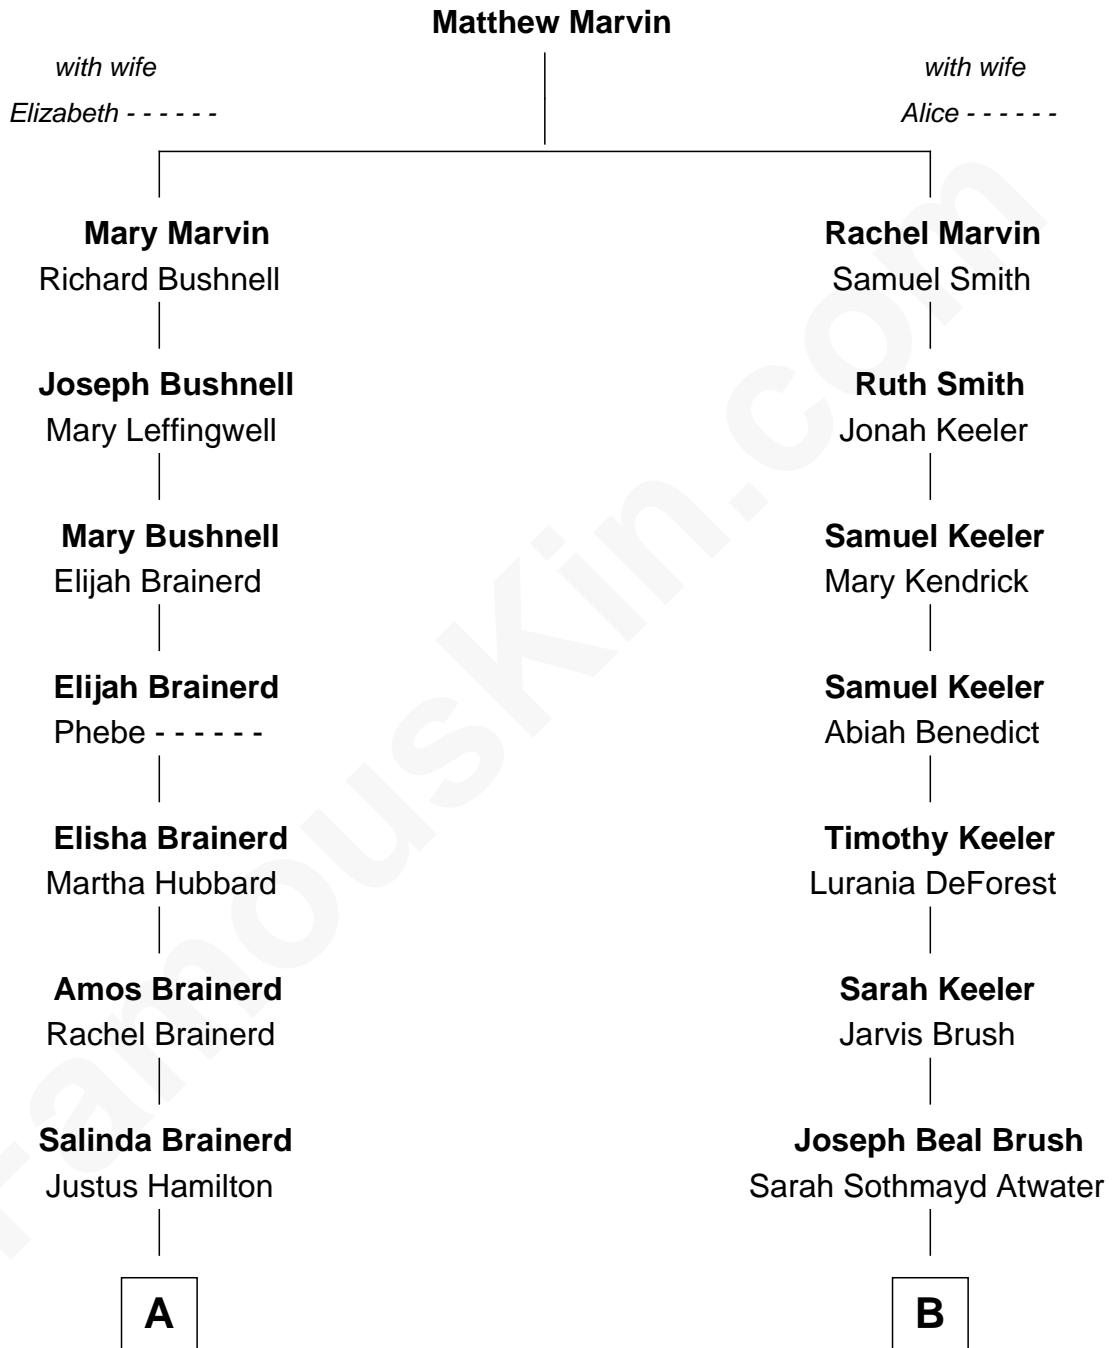 Matthew Marvin
with wife
Elizabeth - - - - - -
with wife
Alice - - - - - -
Mary Marvin
Richard Bushnell
Rachel Marvin
Samuel Smith
Joseph Bushnell
Mary Leffingwell
Ruth Smith
Jonah Keeler
Mary Bushnell
Elijah Brainerd
Samuel Keeler
Mary Kendrick
Elijah Brainerd
Phebe - - - - - -
Samuel Keeler
Abiah Benedict
Elisha Brainerd
Martha Hubbard
Timothy Keeler
Lurania DeForest
Amos Brainerd
Rachel Brainerd
Sarah Keeler
Jarvis Brush
Salinda Brainerd
Justus Hamilton
Joseph Beal Brush
Sarah Sothmayd Atwater
A
B
FamousKin.com